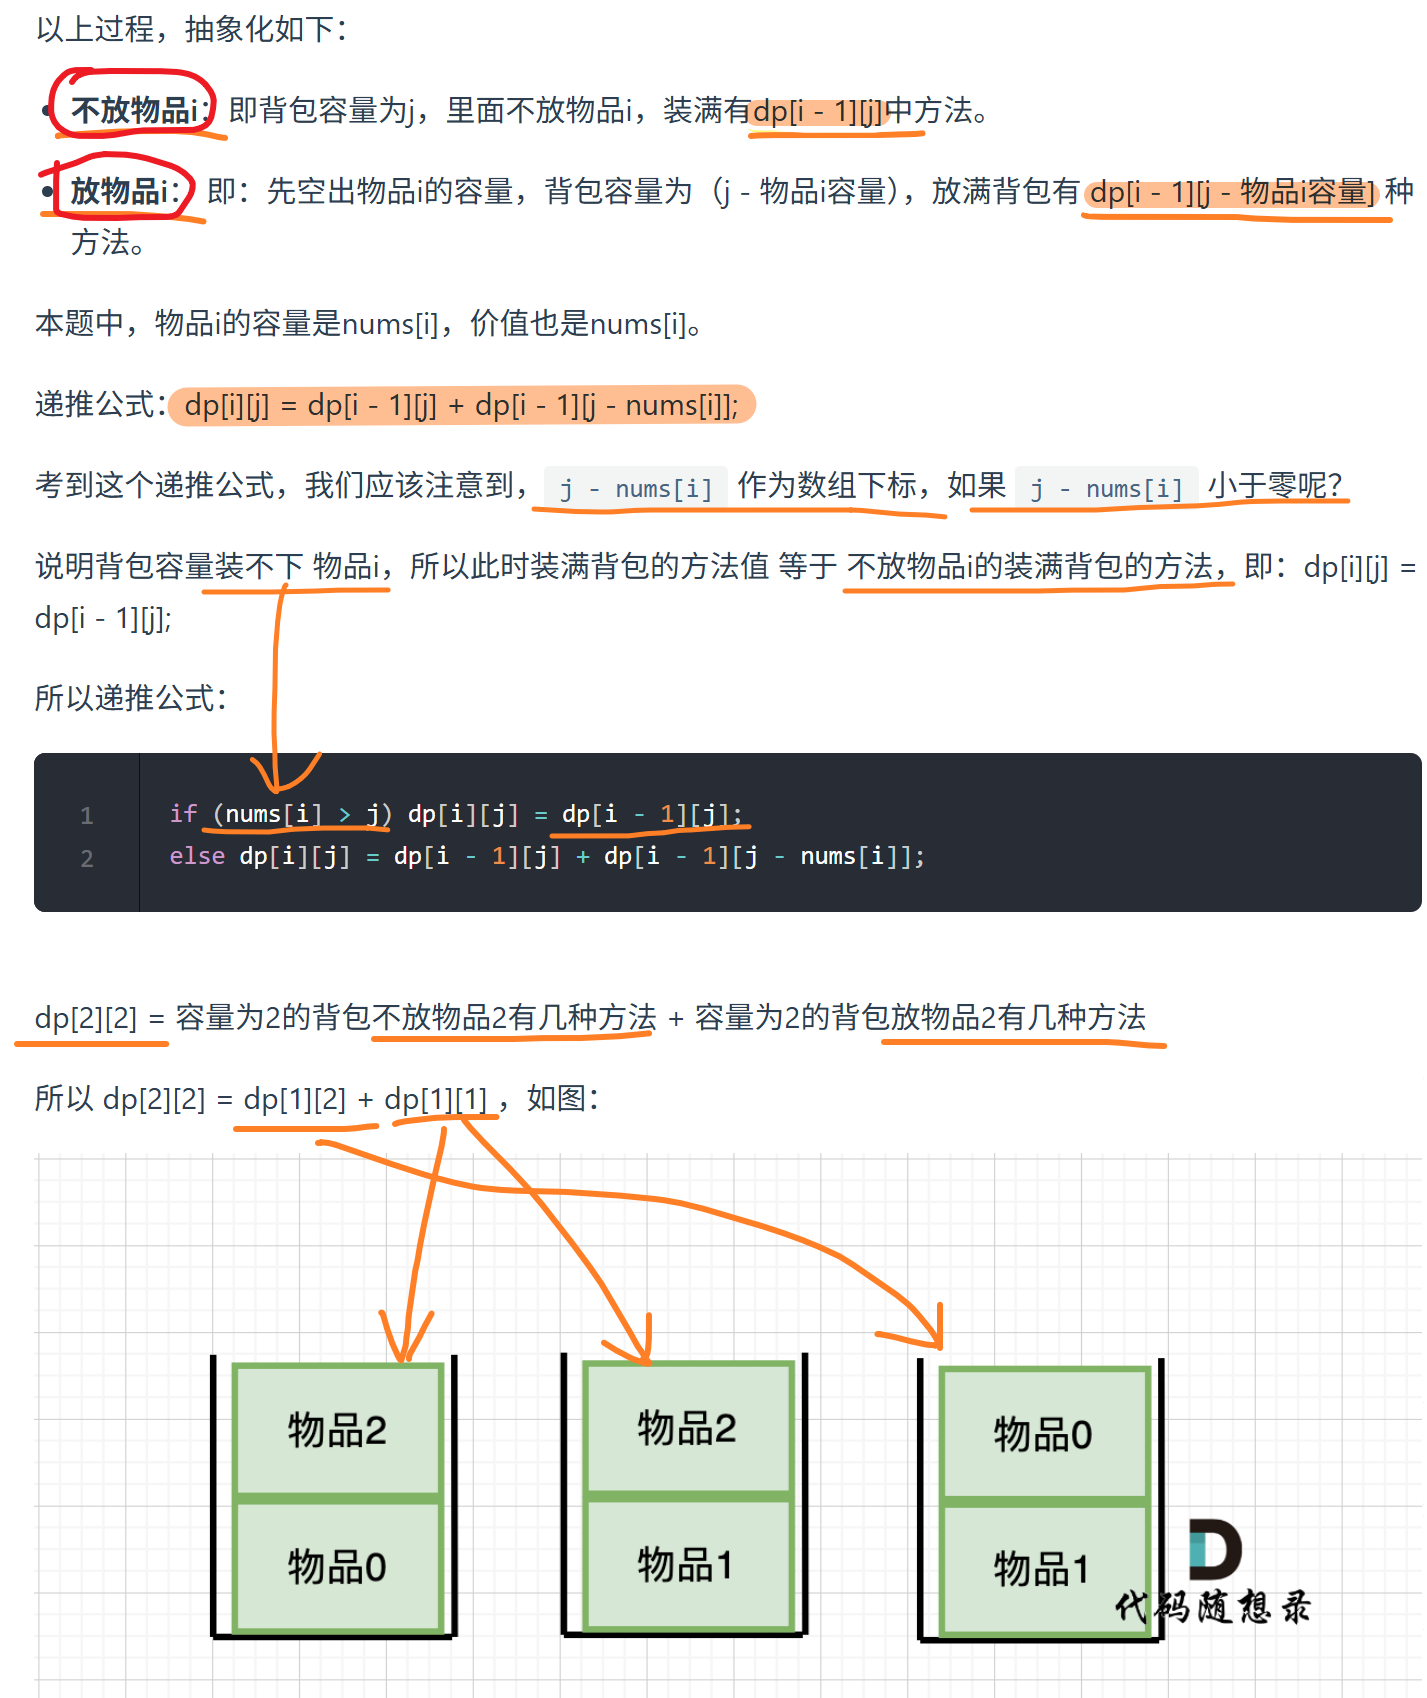 以上过程，抽象化如下：
不放物品i：即背包容量为j，里面不放物品i，装满有dp[i - 1][j]中方法。
放物品i： 即：先空出物品i的容量，背包容量为（j - 物品i容量），放满背包有 dp[i - 1][j - 物品i容量] 种
方法。
本题中，物品i的容量是nums[i]，价值也是nums[i]。
递推公式：dp[i][j] = dp[i - 1][j] + dp[i - 1][j - nums[i]];
考到这个递推公式，我们应该注意到，j - nums[i] 作为数组下标，如果 j - nums[i] 小于零呢？
说明背包容量装不下 物品i，所以此时装满背包的方法值 等于 不放物品i的装满背包的方法，即：dp[i][j] =
dp[i - 1][j];
所以递推公式：
1 if (nums[i] > j) dp[i][j] = dp[i - 1][j];
2 else dp[i][j] = dp[i - 1][j] + dp[i - 1][j - nums[i]];
dp[2][2] = 容量为2的背包不放物品2有几种方法 + 容量为2的背包放物品2有几种方法
所以 dp[2][2] = dp[1][2] + dp[1][1] ，如图：
物品2 物品2 物品0
物品0 物品1 物品1
代码随想录